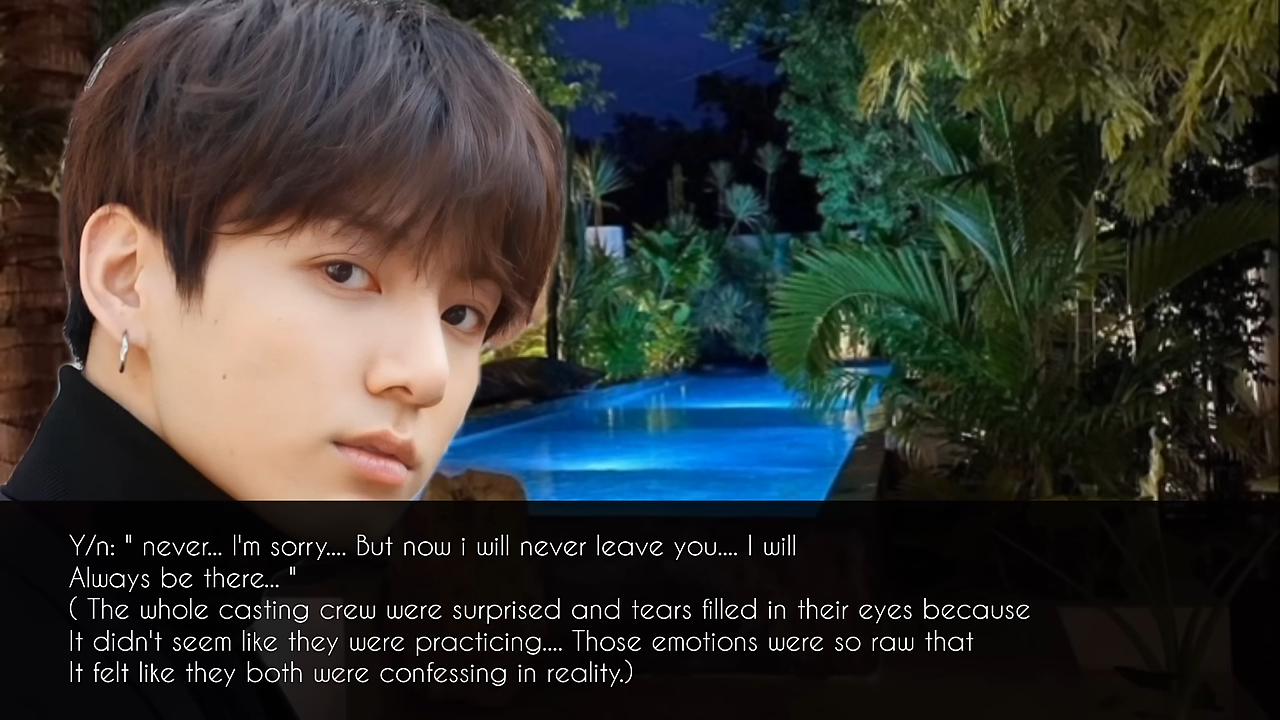 Y/n: " never... I'm sorry.... But now i will never leave you.... I will
Always be there... "
( The whole casting crew were surprised and tears filled in their eyes because
It didn't seem like they were practicing.... Those emotions were so raw that
It felt like they both were confessing in reality.)